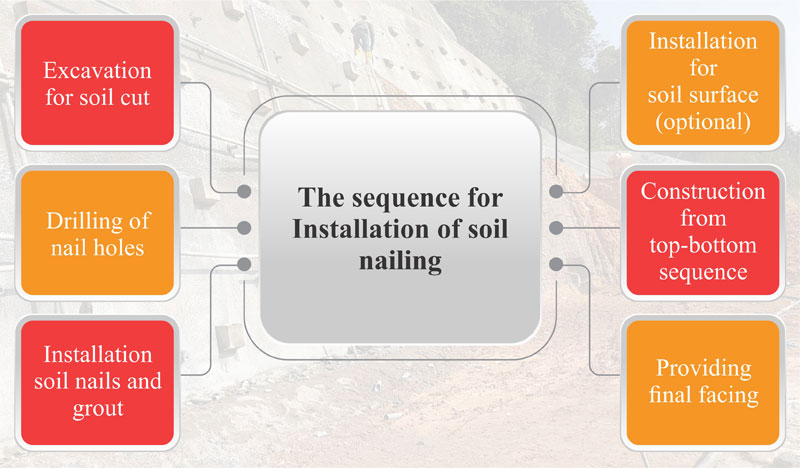 Excavation
for soil cut
Drilling of
nail holes
Installation
soil nails and
grout
The sequence for
Installation of soil
nailing
Installation
for
soil surface
(optional)
Construction
from
top-bottom
sequence
Providing
final facing